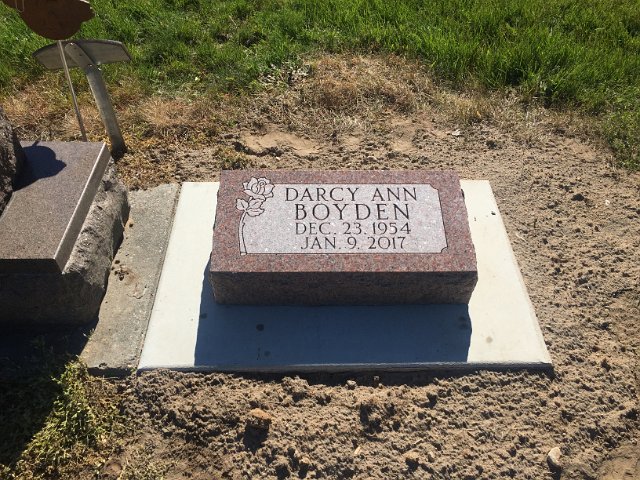 DARCY ANN
BOYDEN
DEC. 23. 1954
JAN. 9. 2017